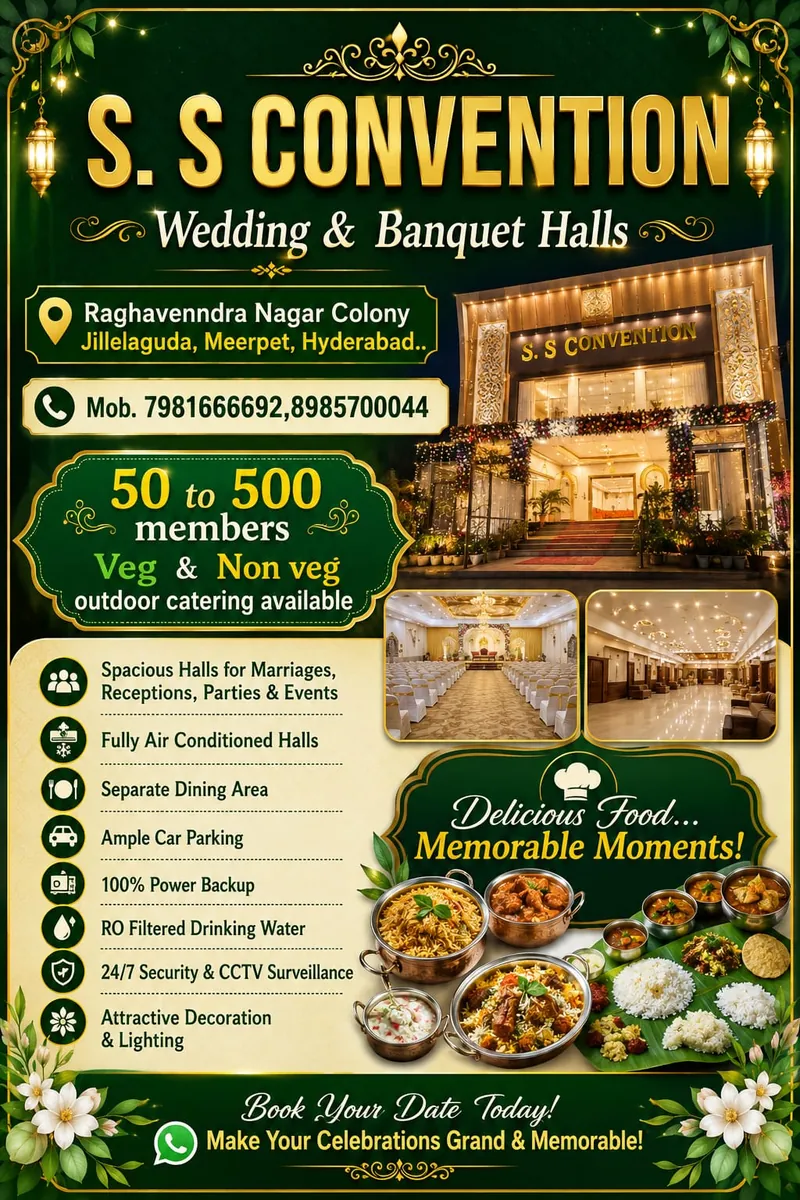 S. S CONVENTION
Wedding & Banquet Halls
Raghavenndra Nagar Colony
Jillelaguda, Meerpet, Hyderabad..
Mob. 7981666692,8985700044
S. S CONVENTION
50 to 500
members
Veg & Non veg
outdoor catering available
Spacious Halls for Marriages,
Receptions, Parties & Events
Fully Air Conditioned Halls
Separate Dining Area
Ample Car Parking
100% Power Backup
RO Filtered Drinking Water
24/7 Security & CCTV Surveillance
Attractive Decoration
& Lighting
Delicious Food...
Memorable Moments!
Book Your Date Today!
Make Your Celebrations Grand & Memorable!